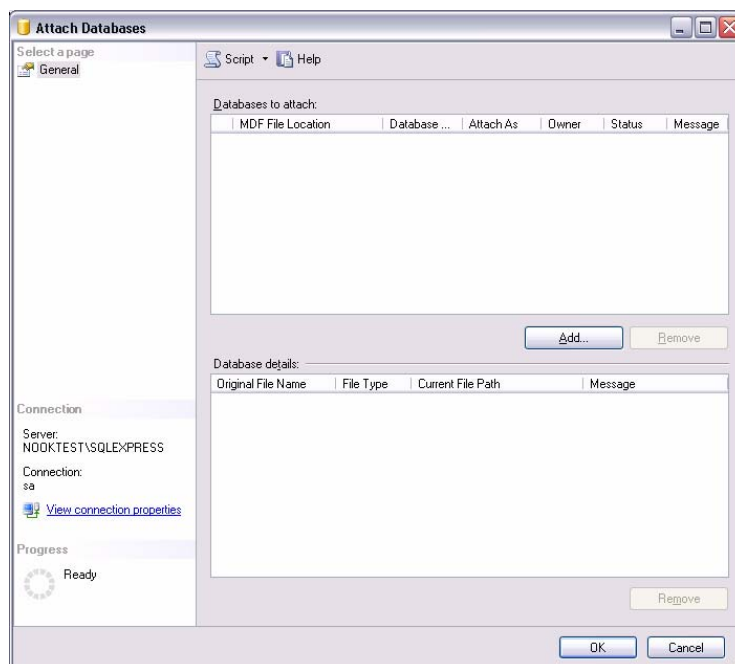 Attach Databases
Select a page
General
Script
Help
Databases to attach:
MDF File Location Database ... Attach As Owner Status Message
Add... Remove
Database details:
Original File Name File Type Current File Path Message
Connection
Server:
NOOKTEST\SQLEXPRESS
Connection:
sa
View connection properties
Progress
Ready
Remove
OK Cancel